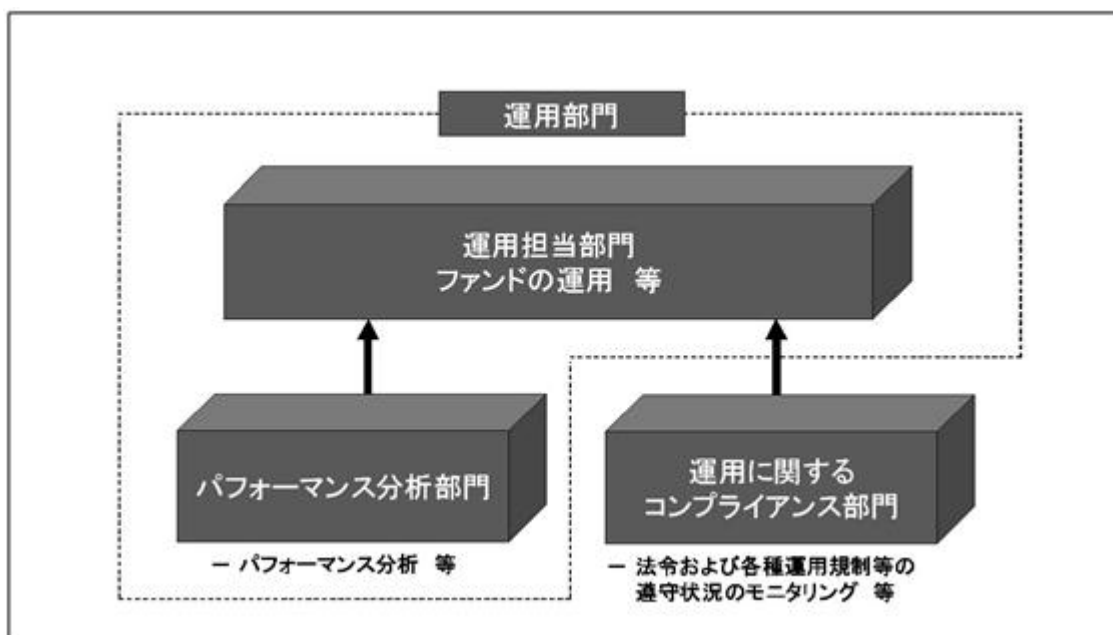 運用部門
運用担当部門
ファンドの運用 等
パフォーマンス分析部門
− パフォーマンス分析 等
運用に関する
コンプライアンス部門
− 法令および各種運用規制等の
遵守状況のモニタリング 等